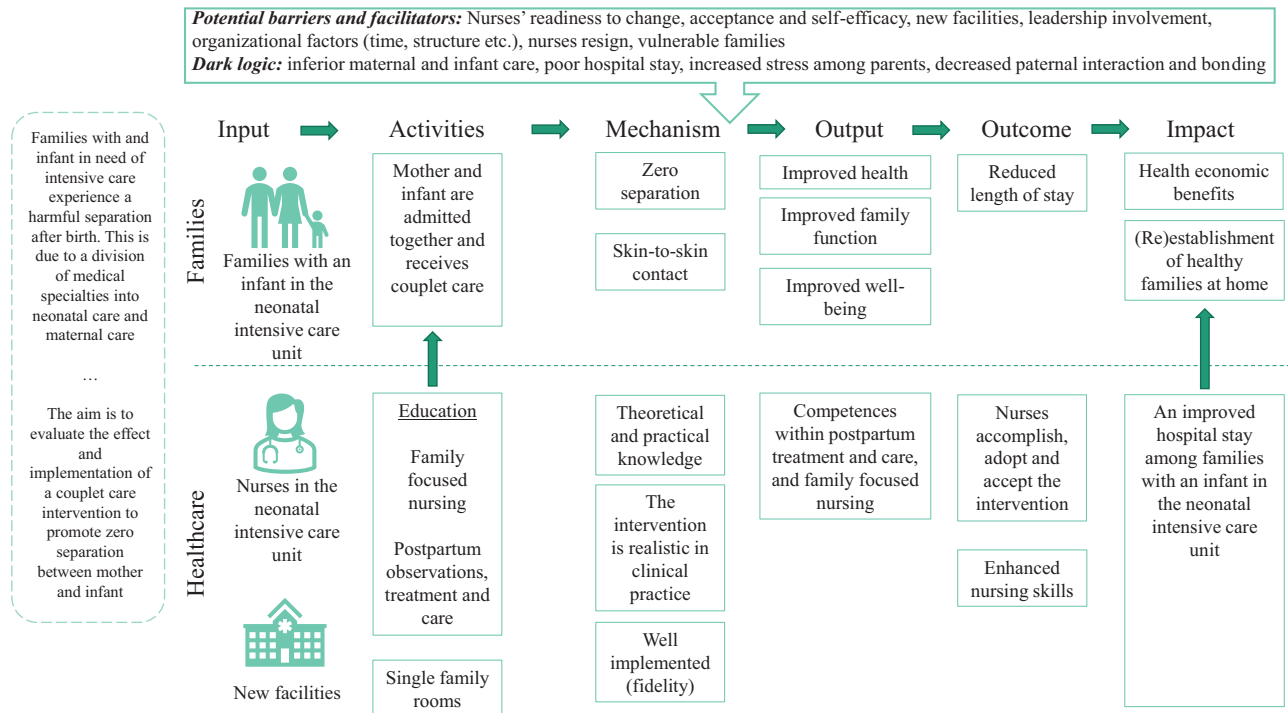 Potential barriers and facilitators: Nurses' readiness to change, acceptance and self-efficacy, new facilities, leadership involvement,
organizational factors (time, structure etc.), nurses resign, vulnerable families
Dark logic: inferior maternal and infant care, poor hospital stay, increased stress among parents, decreased paternal interaction and bonding
Families with and
infant in need of
intensive care
experience a
harmful separation
after birth. This is
due to a division
of medical
specialties into
neonatal care and
maternal care
…
The aim is to
evaluate the effect
and
implementation of
a couplet care
intervention to
promote zero
separation
between mother
and infant
Input
Activities
Mechanism
Output
Outcome
Impact
Families
Families with an
infant in the
neonatal
intensive care
unit
Mother and
infant are
admitted
together and
receives
couplet care
Zero
separation
Skin-to-skin
contact
Improved health
Improved family
function
Improved well-
being
Reduced
length of stay
Health economic
benefits
(Re)establishment
of healthy
families at home
Healthcare
Nurses in the
neonatal
intensive care
unit
New facilities
Education
Family
focused
nursing
Postpartum
observations,
treatment and
care
Single family
rooms
Theoretical
and practical
knowledge
The
intervention
is realistic in
clinical
practice
Well
implemented
(fidelity)
Competences
within postpartum
treatment and care,
and family focused
nursing
Nurses
accomplish,
adopt and
accept the
intervention
Enhanced
nursing skills
An improved
hospital stay
among families
with an infant in
the neonatal
intensive care
unit